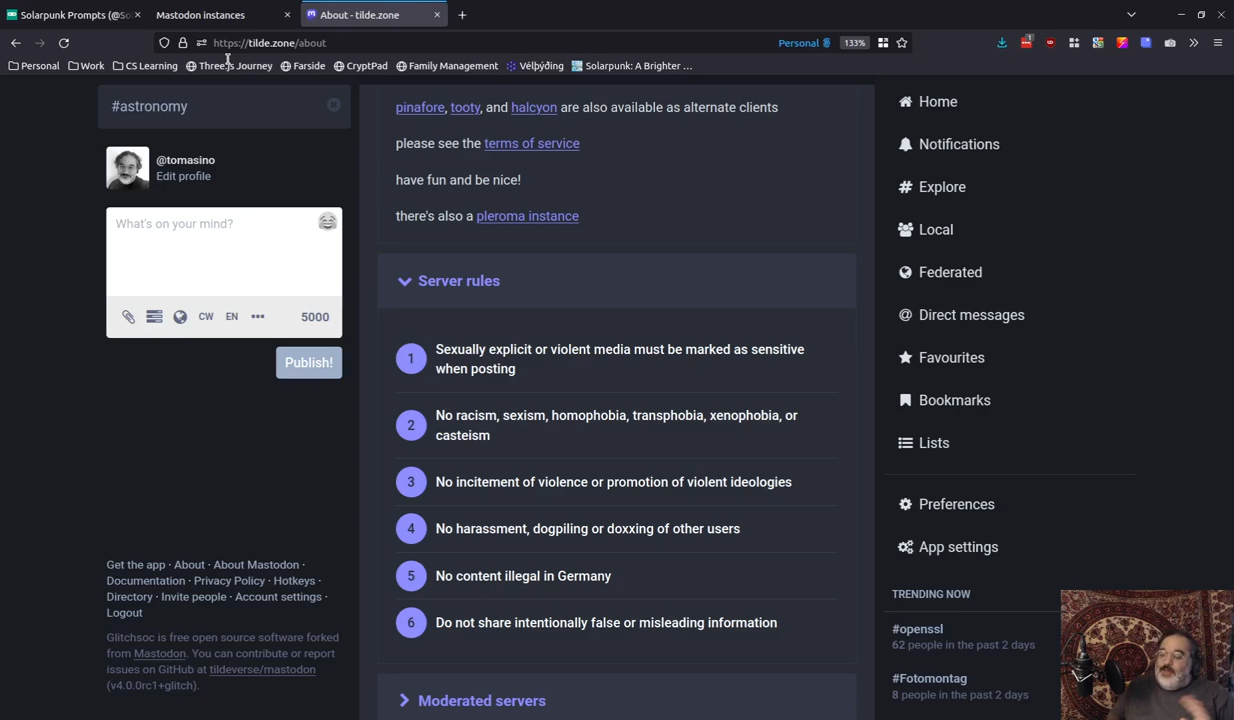 Solarpunk Prompts (@So
Mastodon instances
About - tilde.zone
https://tilde.zone/about
Personal
133%
1
Personal
Work
CS Learning
Three.js Journey
Farside
CryptPad
Family Management
Vélþýðing
Solarpunk: A Brighter ...
#astronomy
@tomasino
Edit profile
What's on your mind?
CW
EN
5000
Publish!
Get the app · About · About Mastodon ·
Documentation · Privacy Policy · Hotkeys ·
Directory · Invite people · Account settings ·
Logout
Glitchsoc is free open source software forked
from Mastodon. You can contribute or report
issues on GitHub at tildeverse/mastodon
(v4.0.0rc1+glitch).
pinafore, tooty, and halcyon are also available as alternate clients
please see the terms of service
have fun and be nice!
there's also a pleroma instance
Server rules
1 Sexually explicit or violent media must be marked as sensitive
when posting
2 No racism, sexism, homophobia, transphobia, xenophobia, or
casteism
3 No incitement of violence or promotion of violent ideologies
4 No harassment, dogpiling or doxxing of other users
5 No content illegal in Germany
6 Do not share intentionally false or misleading information
Moderated servers
Home
Notifications
Explore
Local
Federated
Direct messages
Favourites
Bookmarks
Lists
Preferences
App settings
TRENDING NOW
#openssl
62 people in the past 2 days
#Fotomontag
8 people in the past 2 days